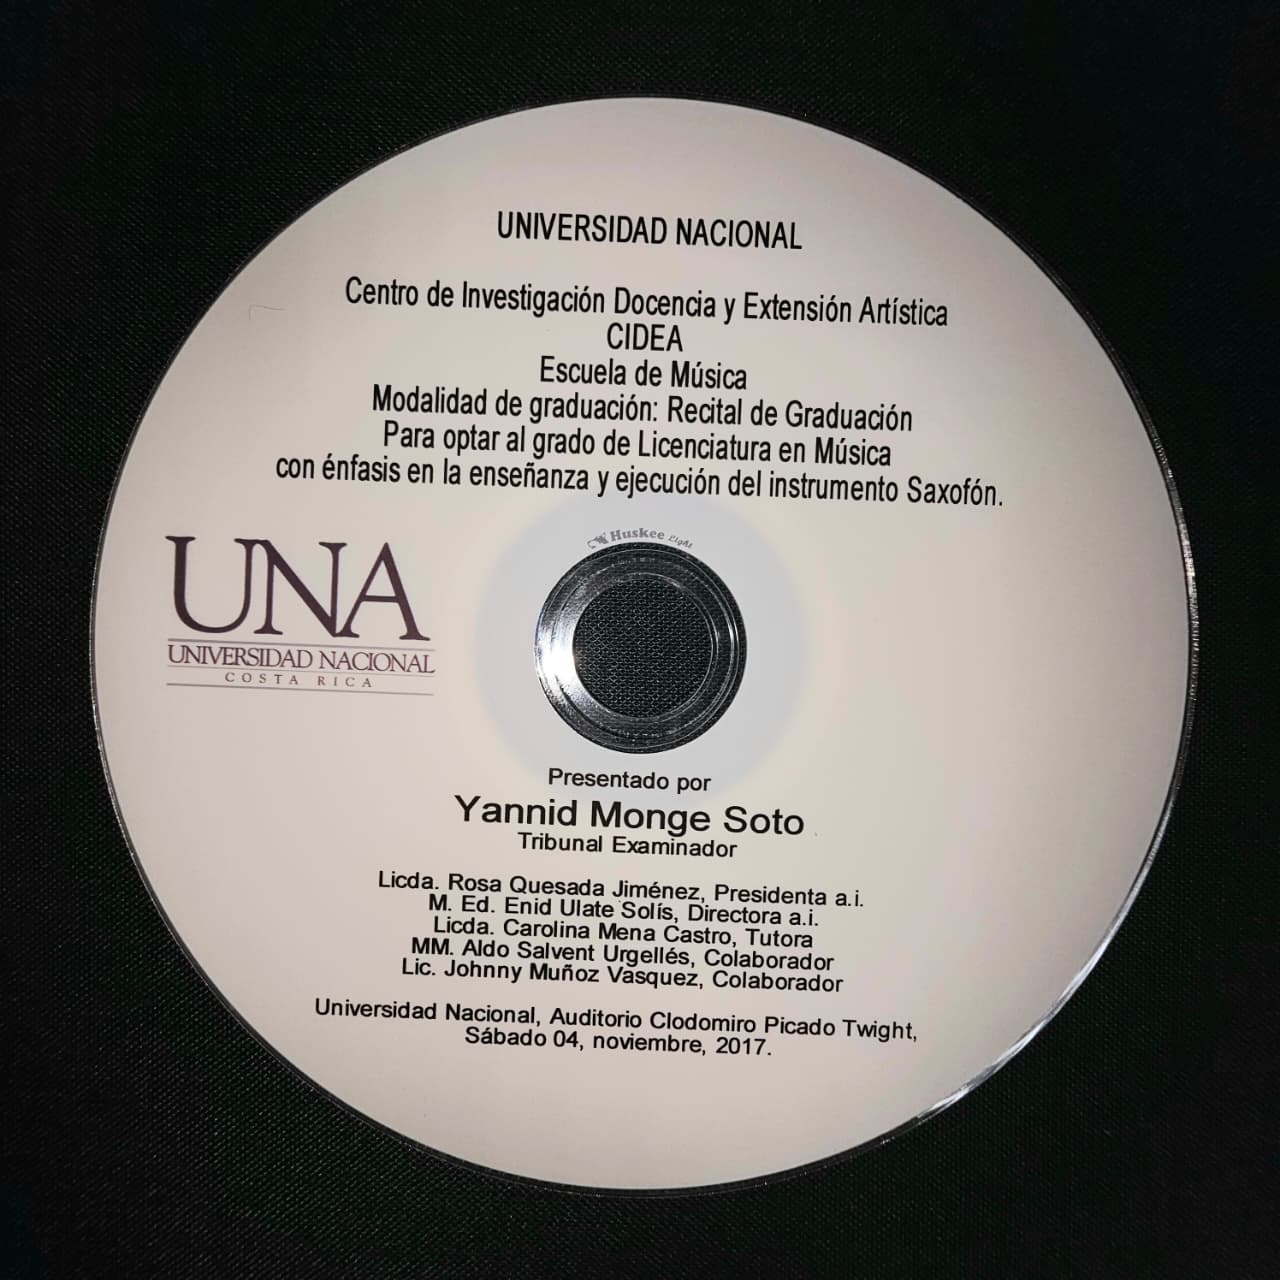 UNIVERSIDAD NACIONAL
Centro de Investigación Docencia y Extensión Artística
CIDEA
Escuela de Música
Modalidad de graduación: Recital de Graduación
Para optar al grado de Licenciatura en Música
con énfasis en la enseñanza y ejecución del instrumento Saxofón.
Huskee Light
UNA
UNIVERSIDAD NACIONAL
COSTA RICA
Presentado por
Yannid Monge Soto
Tribunal Examinador
Licda. Rosa Quesada Jiménez, Presidenta a.i.
M. Ed. Enid Ulate Solís, Directora a.i.
Licda. Carolina Mena Castro, Tutora
MM. Aldo Salvent Urgellés, Colaborador
Lic. Johnny Muñoz Vasquez, Colaborador
Universidad Nacional, Auditorio Clodomiro Picado Twight,
Sábado 04, noviembre, 2017.